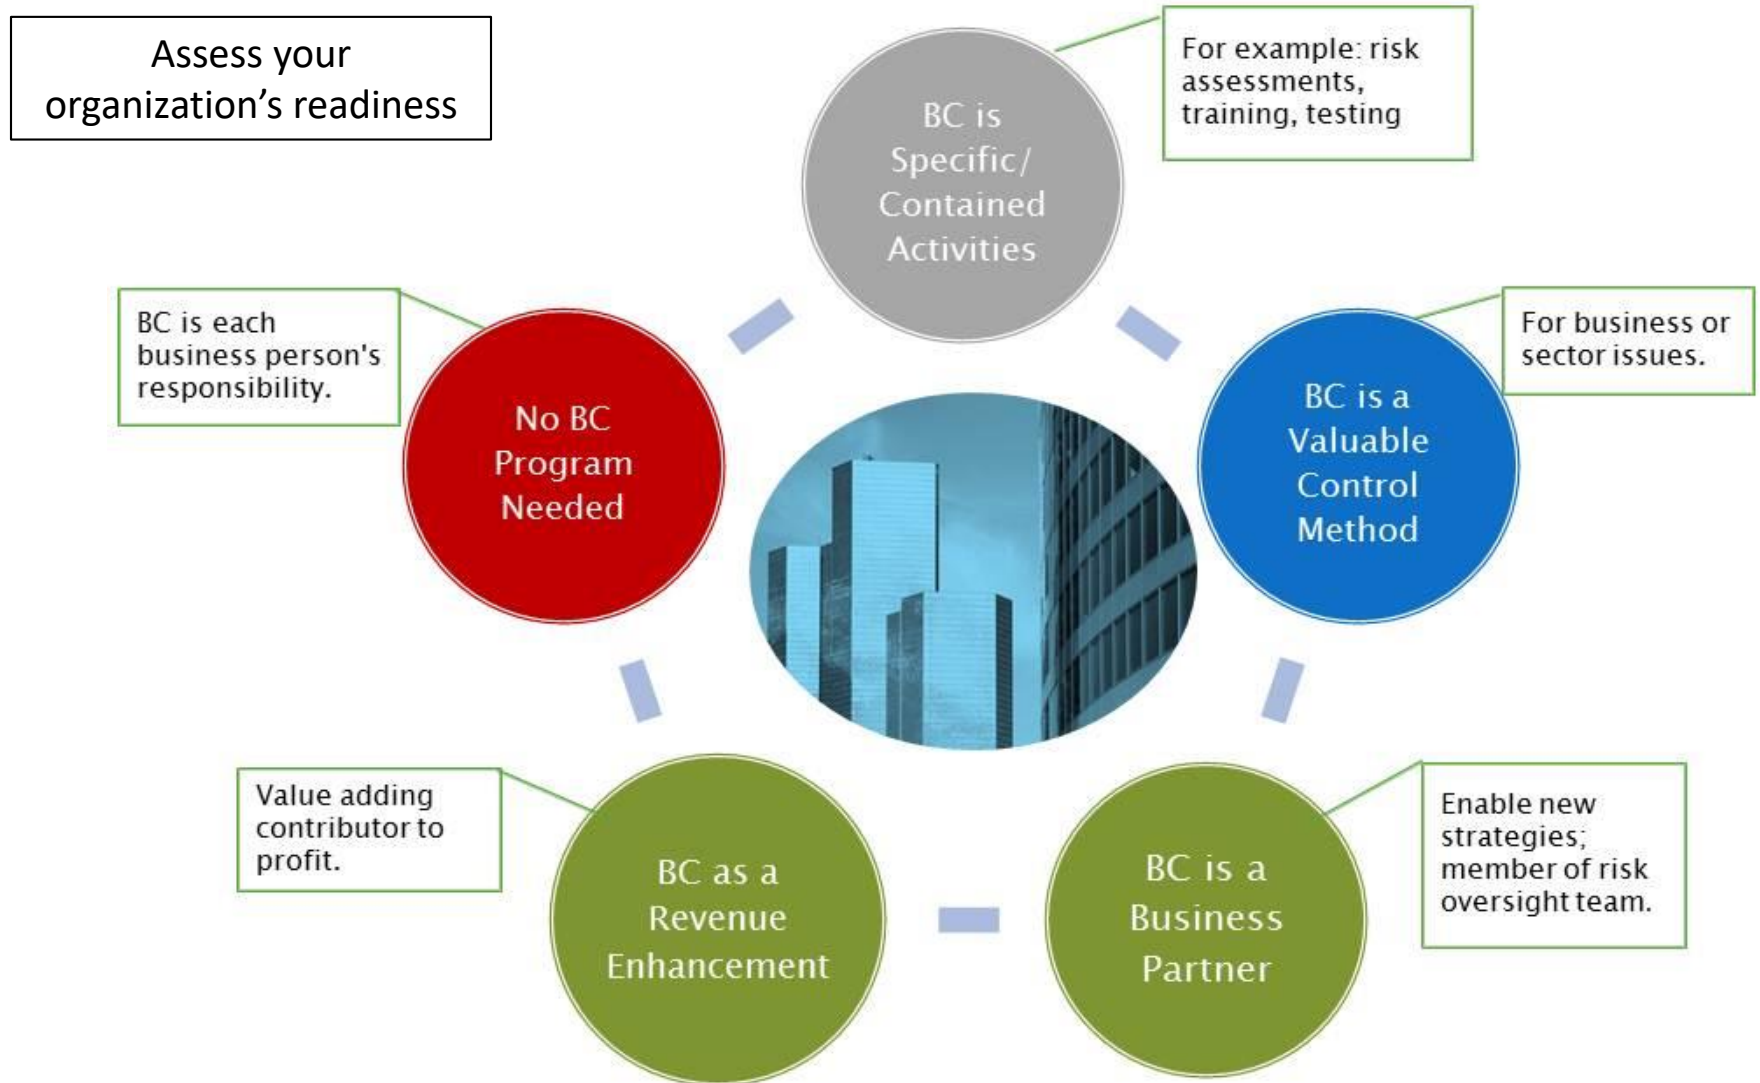 Assess your
organization’s readiness
BC is
Specific/
Contained
Activities
For example: risk
assessments,
training, testing
BC is a
Valuable
Control
Method
For business or
sector issues.
BC is a
Business
Partner
Enable new
strategies;
member of risk
oversight team.
BC as a
Revenue
Enhancement
Value adding
contributor to
profit.
No BC
Program
Needed
BC is each
business person's
responsibility.